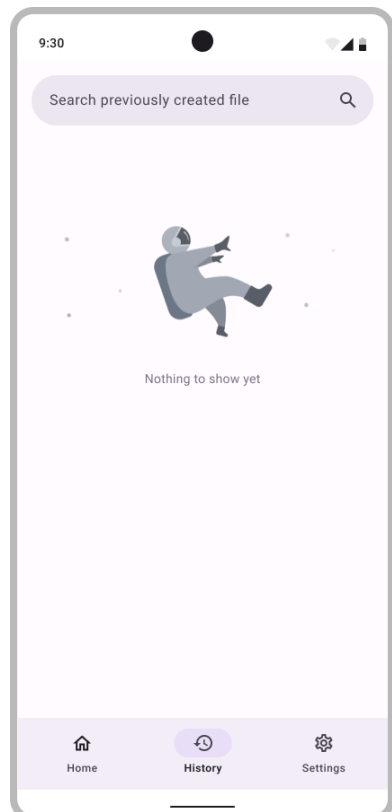 9:30
Search previously created file
Nothing to show yet
Home
History
Settings